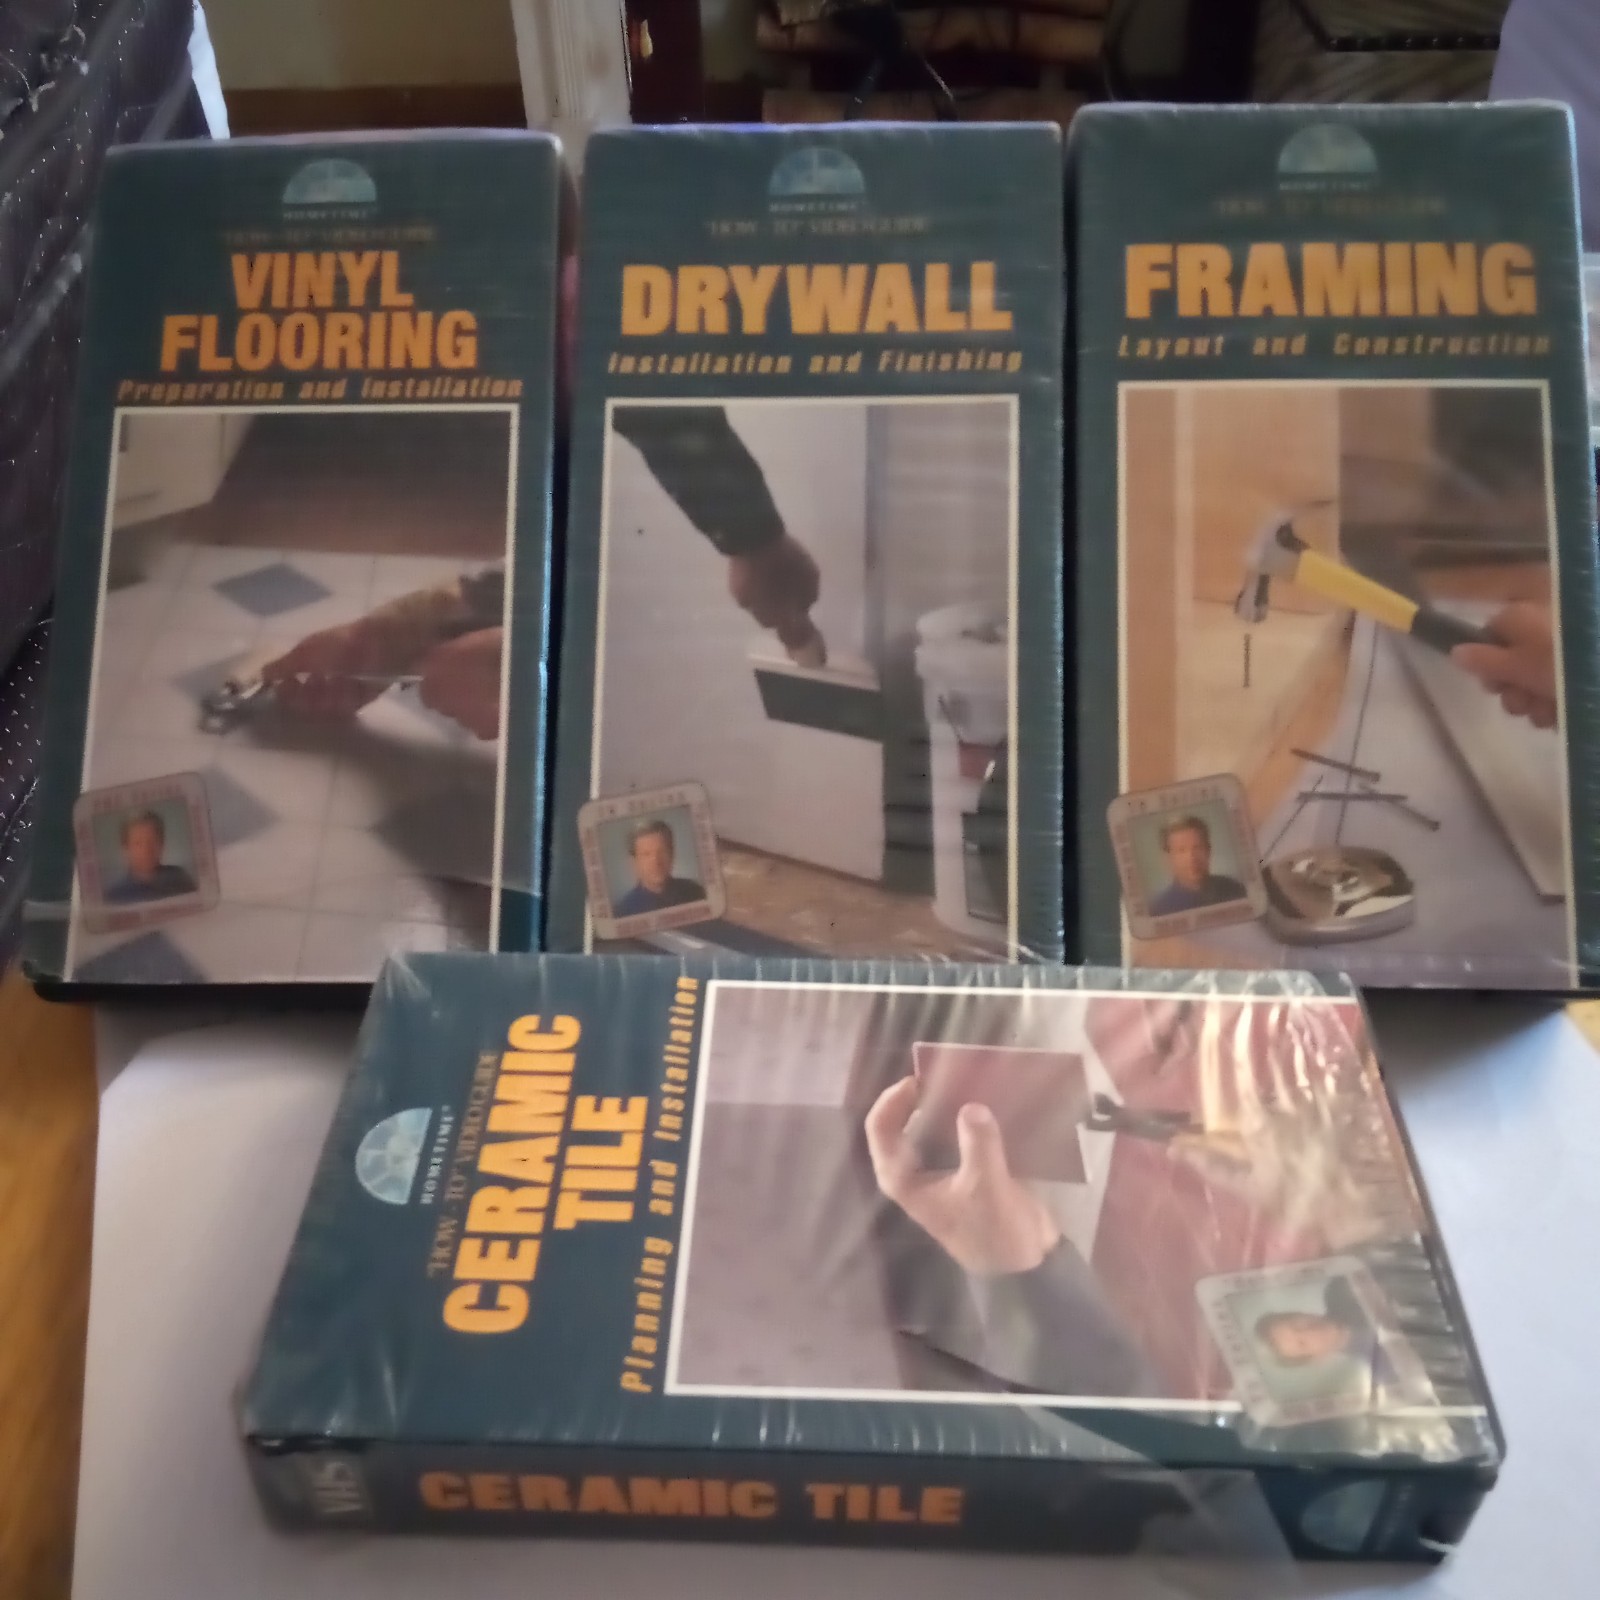 HOMETIME
"HOW-TO" VIDEOGUIDE
VINYL
FLOORING
Preparation and Installation
HOMETIME
"HOW-TO" VIDEOGUIDE
DRYWALL
Installation and Finishing
HOMETIME
"HOW-TO" VIDEOGUIDE
FRAMING
Layout and Construction
HOMETIME®
"HOW-TO" VIDEOGUIDE
CERAMIC
TILE
Planning and Installation
VHS
CERAMIC TILE